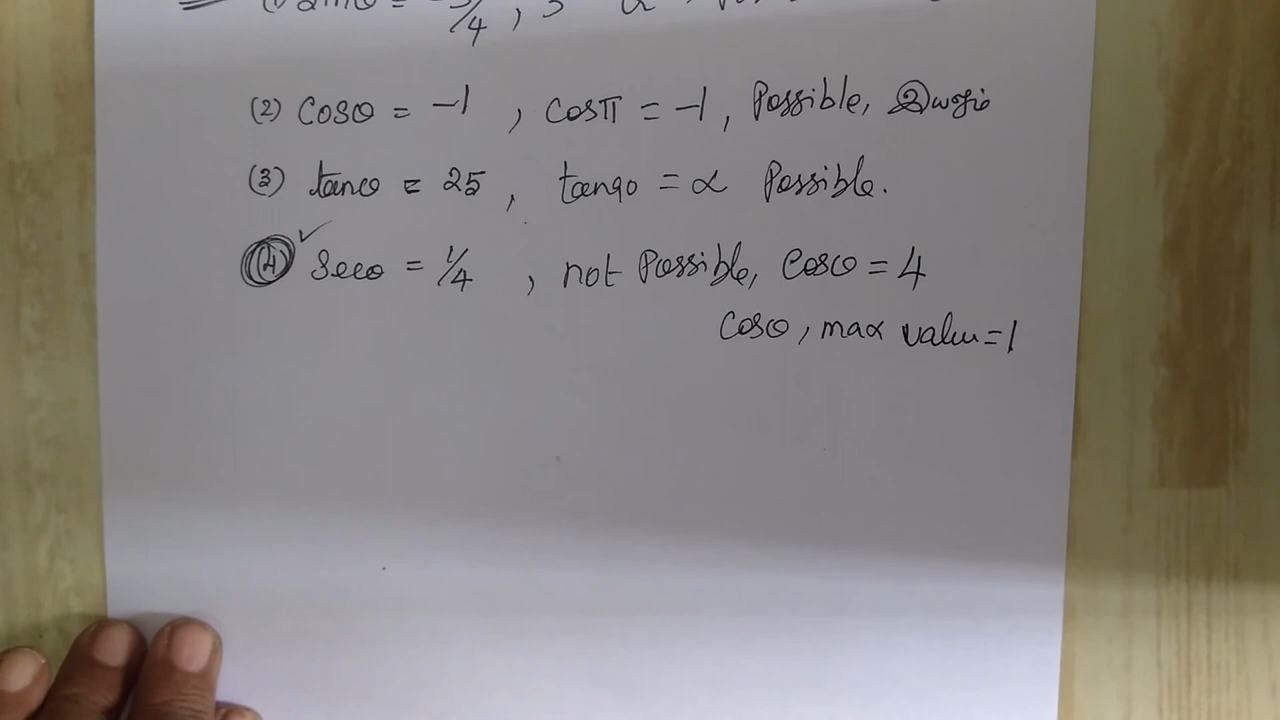 (2) Cosθ = -1 , Cosπ = -1 , Possible, இயலும்
(3) tanθ = 25 , tan90 = α Possible.
(4) ✓ Secθ = 1/4 , not Possible, Cosθ = 4
Cosθ , max value = 1